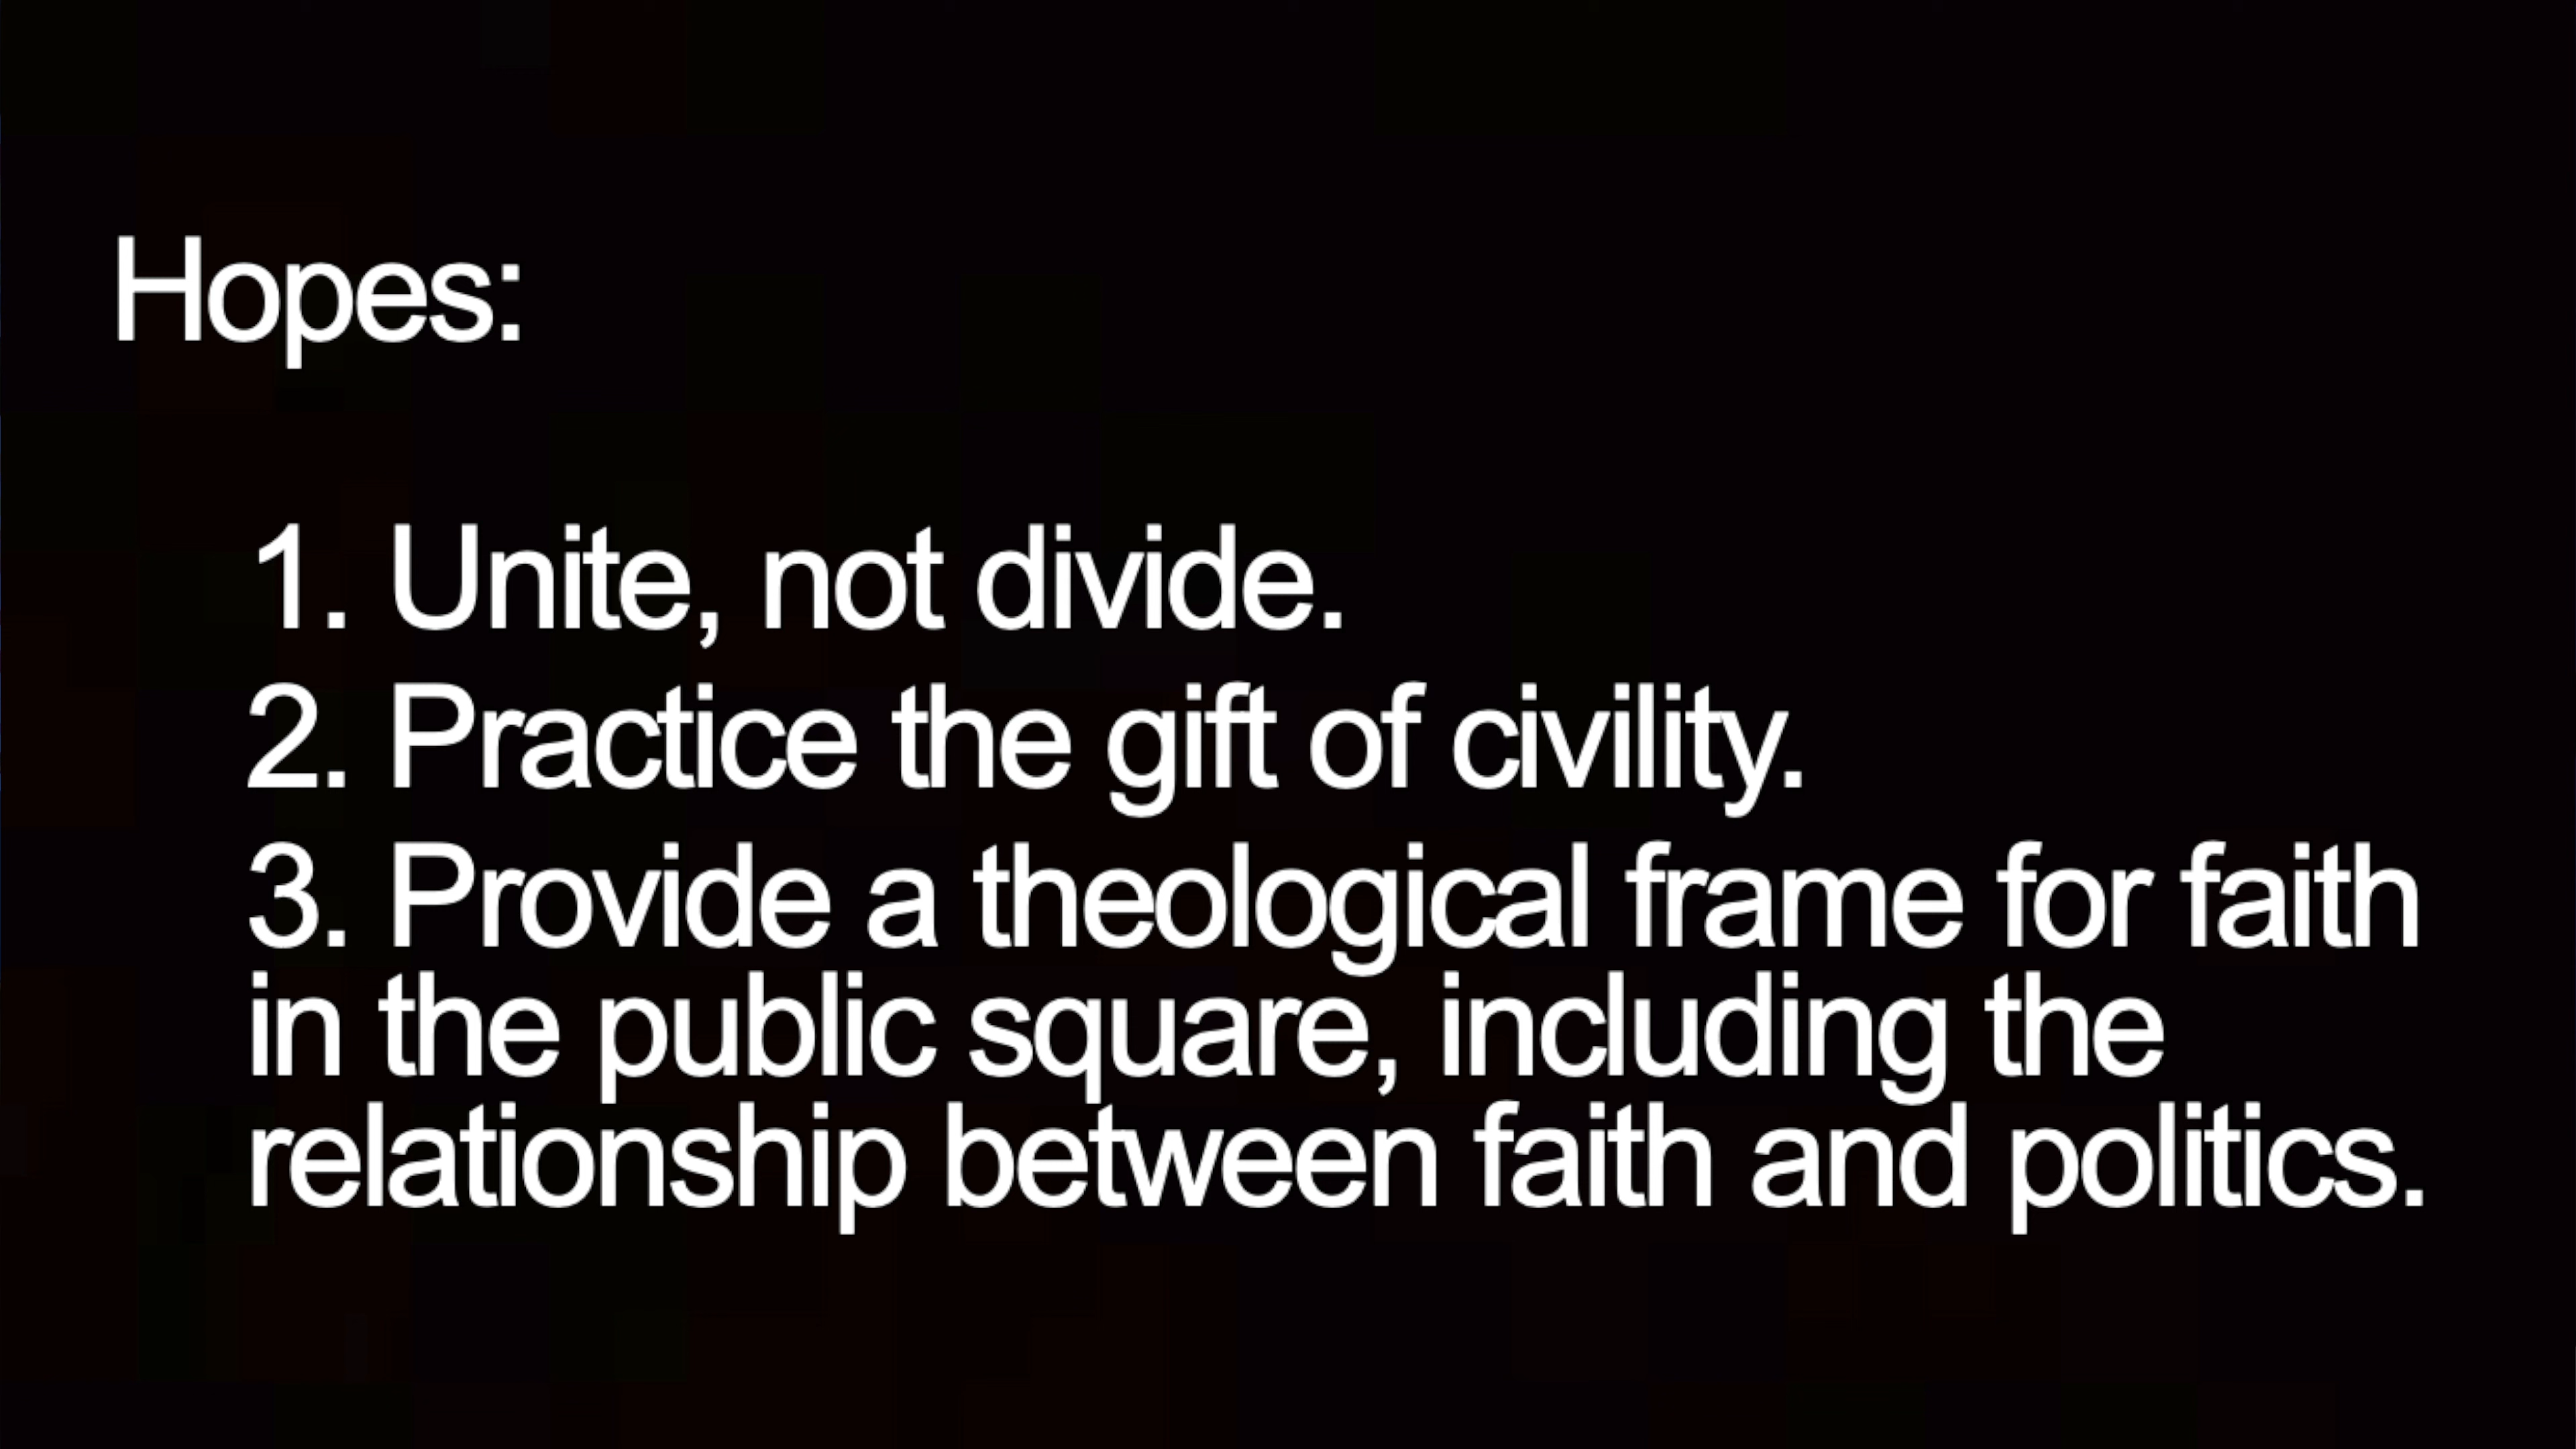 Hopes:
1. Unite, not divide.
2. Practice the gift of civility.
3. Provide a theological frame for faith
in the public square, including the
relationship between faith and politics.